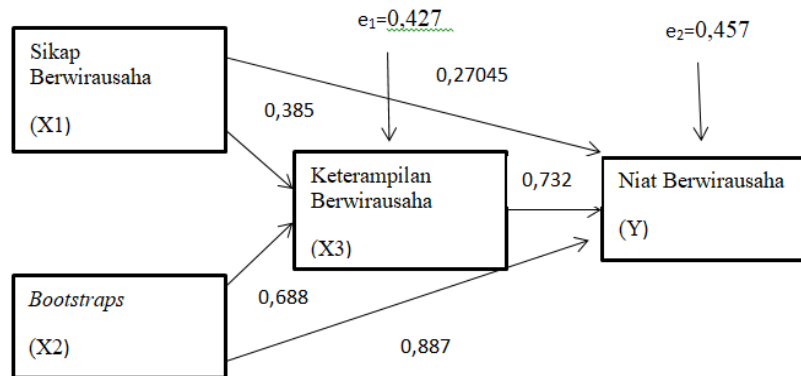 e₁=0,427
e₂=0,457
Sikap
Berwirausaha
(X1)
0,27045
0,385
Keterampilan
Berwirausaha
(X3)
0,732
Niat Berwirausaha
(Y)
Bootstraps
(X2)
0,688
0,887